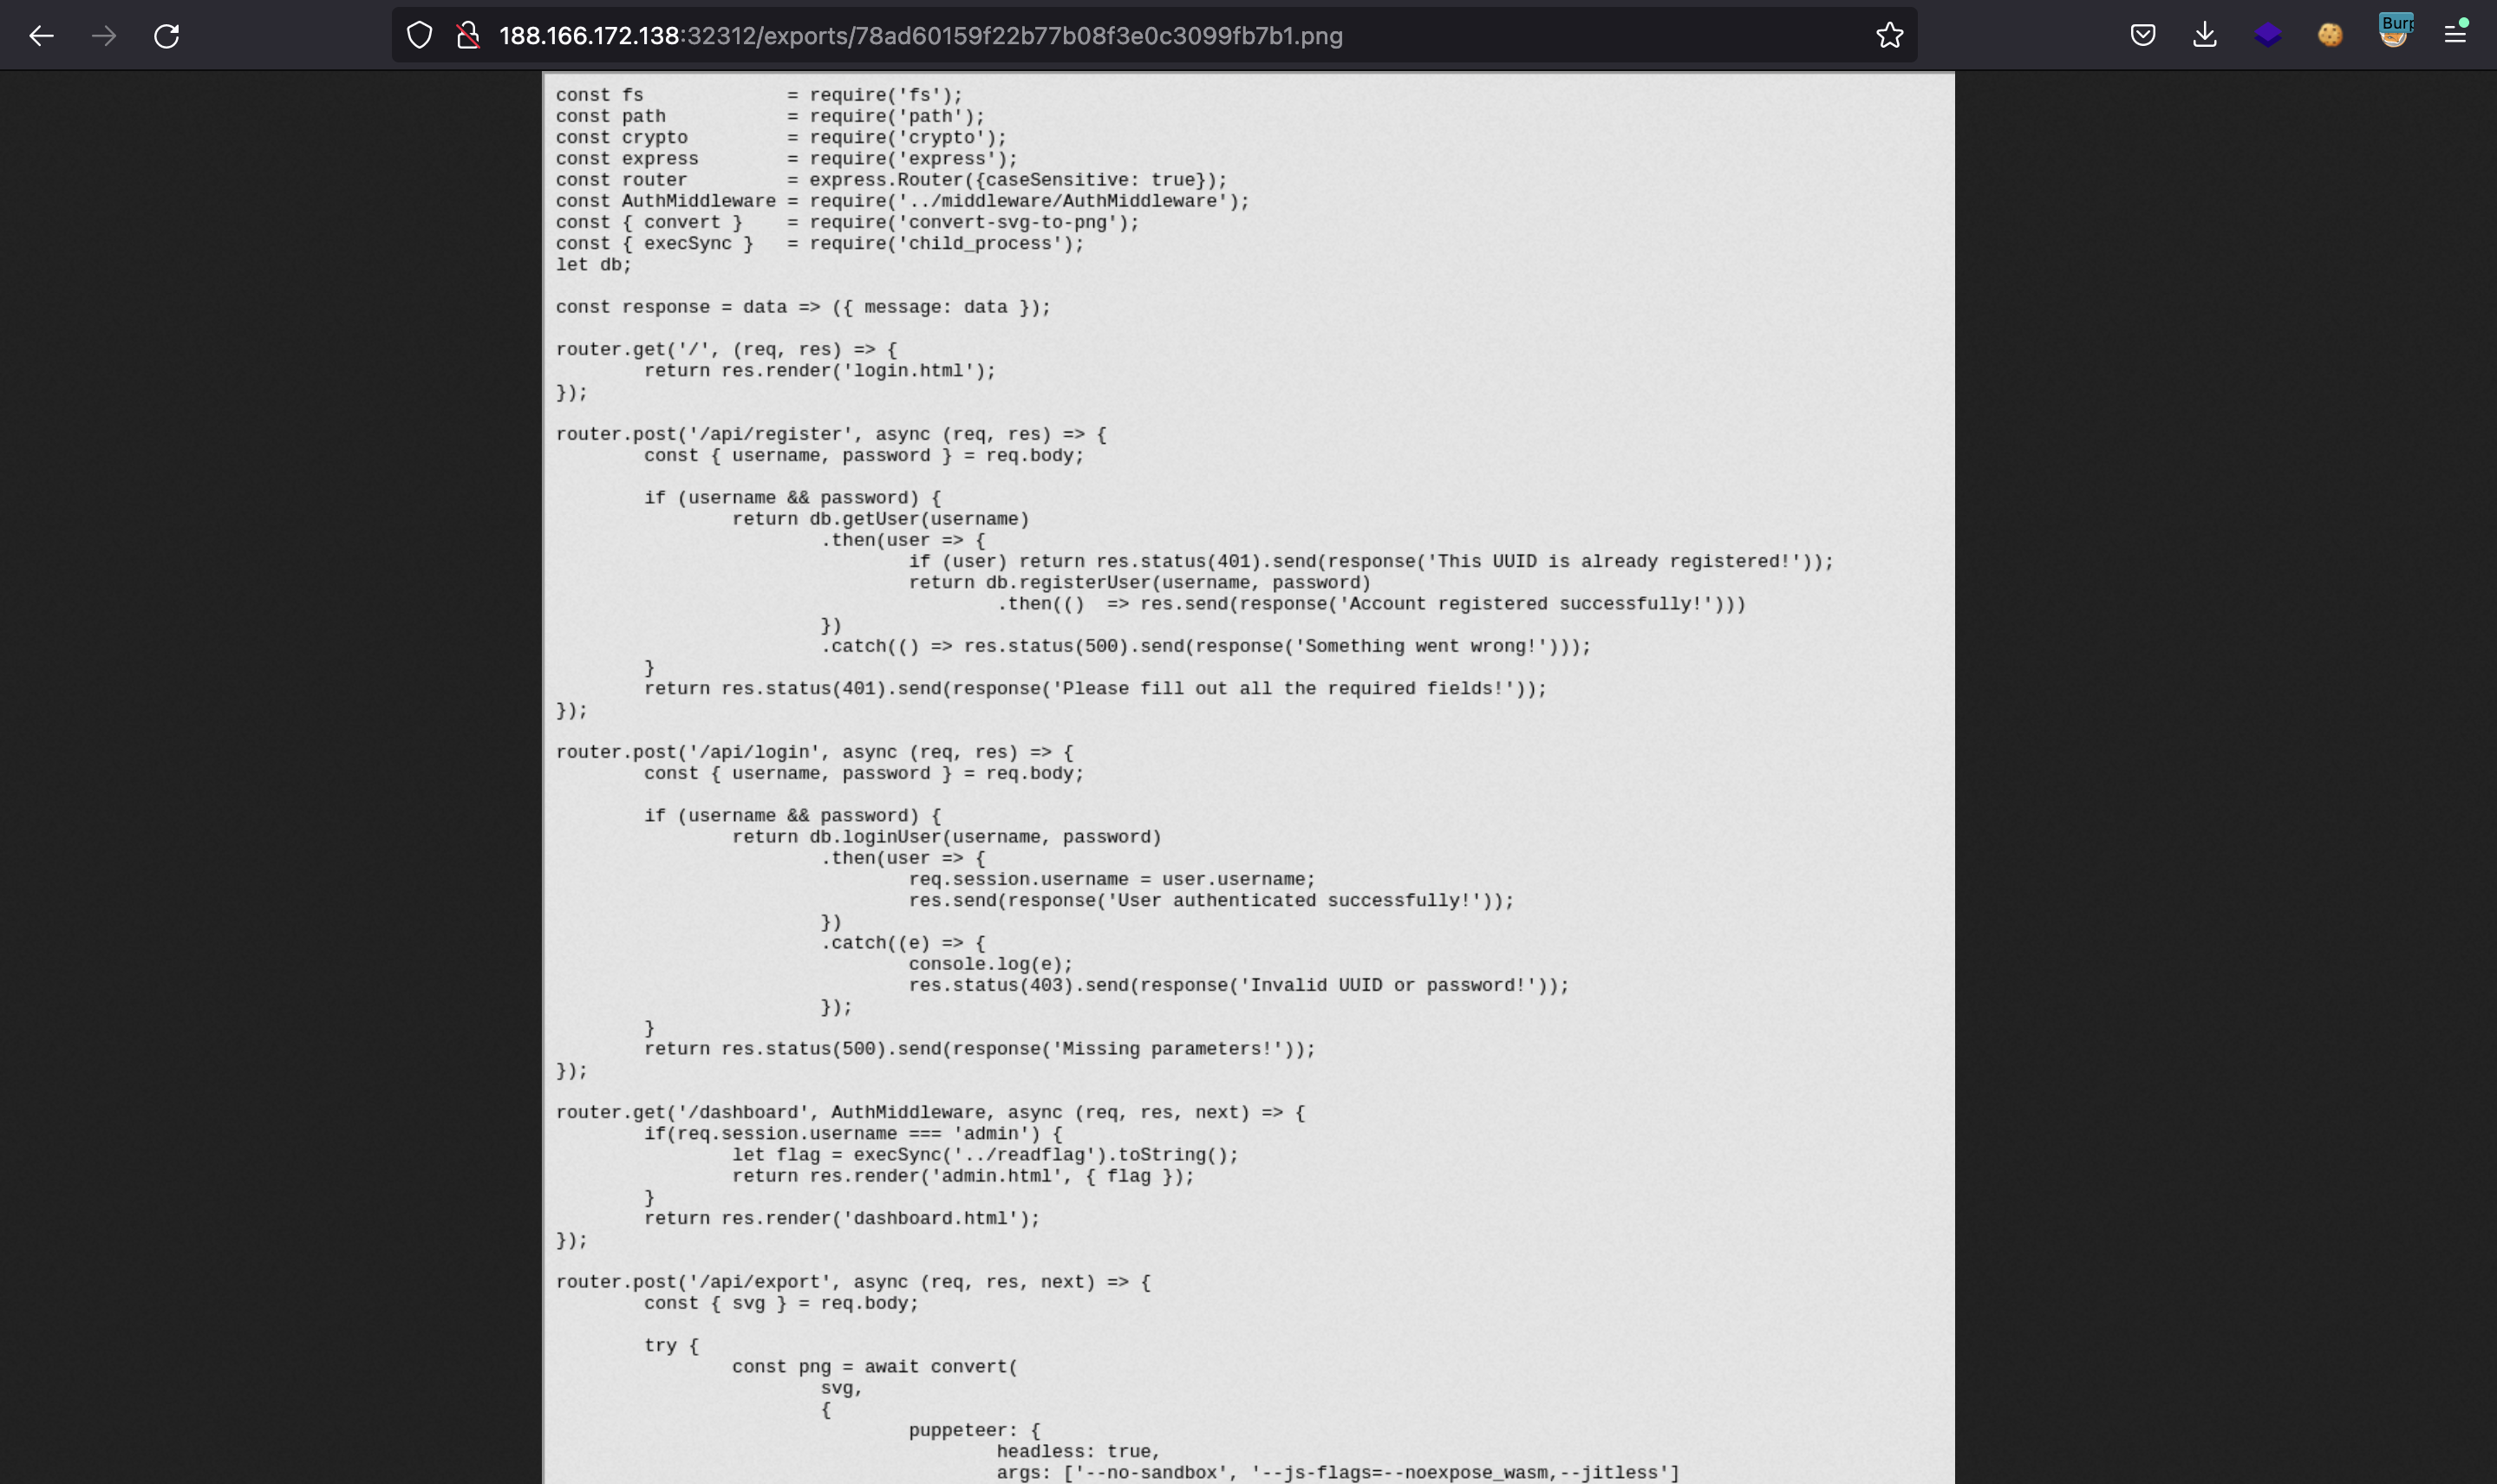 188.166.172.138:32312/exports/78ad60159f22b77b08f3e0c3099fb7b1.png
Burp
const fs             = require('fs');
const path           = require('path');
const crypto         = require('crypto');
const express        = require('express');
const router         = express.Router({caseSensitive: true});
const AuthMiddleware = require('../middleware/AuthMiddleware');
const { convert }    = require('convert-svg-to-png');
const { execSync }   = require('child_process');
let db;

const response = data => ({ message: data });

router.get('/', (req, res) => {
        return res.render('login.html');
});

router.post('/api/register', async (req, res) => {
        const { username, password } = req.body;

        if (username && password) {
                return db.getUser(username)
                        .then(user => {
                                if (user) return res.status(401).send(response('This UUID is already registered!'));
                                return db.registerUser(username, password)
                                        .then(()  => res.send(response('Account registered successfully!')))
                        })
                        .catch(() => res.status(500).send(response('Something went wrong!')));
        }
        return res.status(401).send(response('Please fill out all the required fields!'));
});

router.post('/api/login', async (req, res) => {
        const { username, password } = req.body;

        if (username && password) {
                return db.loginUser(username, password)
                        .then(user => {
                                req.session.username = user.username;
                                res.send(response('User authenticated successfully!'));
                        })
                        .catch((e) => {
                                console.log(e);
                                res.status(403).send(response('Invalid UUID or password!'));
                        });
        }
        return res.status(500).send(response('Missing parameters!'));
});

router.get('/dashboard', AuthMiddleware, async (req, res, next) => {
        if(req.session.username === 'admin') {
                let flag = execSync('../readflag').toString();
                return res.render('admin.html', { flag });
        }
        return res.render('dashboard.html');
});

router.post('/api/export', async (req, res, next) => {
        const { svg } = req.body;

        try {
                const png = await convert(
                        svg,
                        {
                                puppeteer: {
                                        headless: true,
                                        args: ['--no-sandbox', '--js-flags=--noexpose_wasm,--jitless']